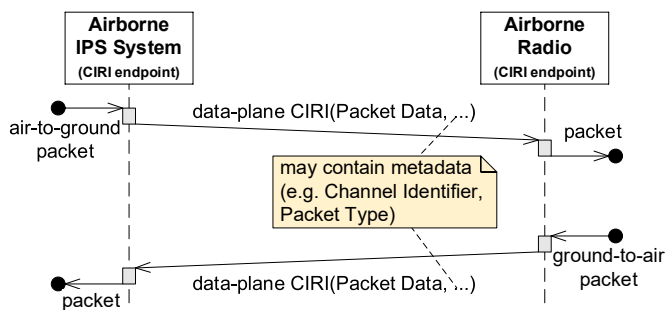 Airborne
IPS System
(CIRI endpoint)
Airborne
Radio
(CIRI endpoint)
data-plane CIRI(Packet Data, ...)
air-to-ground
packet
packet
may contain metadata
(e.g. Channel Identifier,
Packet Type)
ground-to-air
packet
data-plane CIRI(Packet Data, ...)
packet